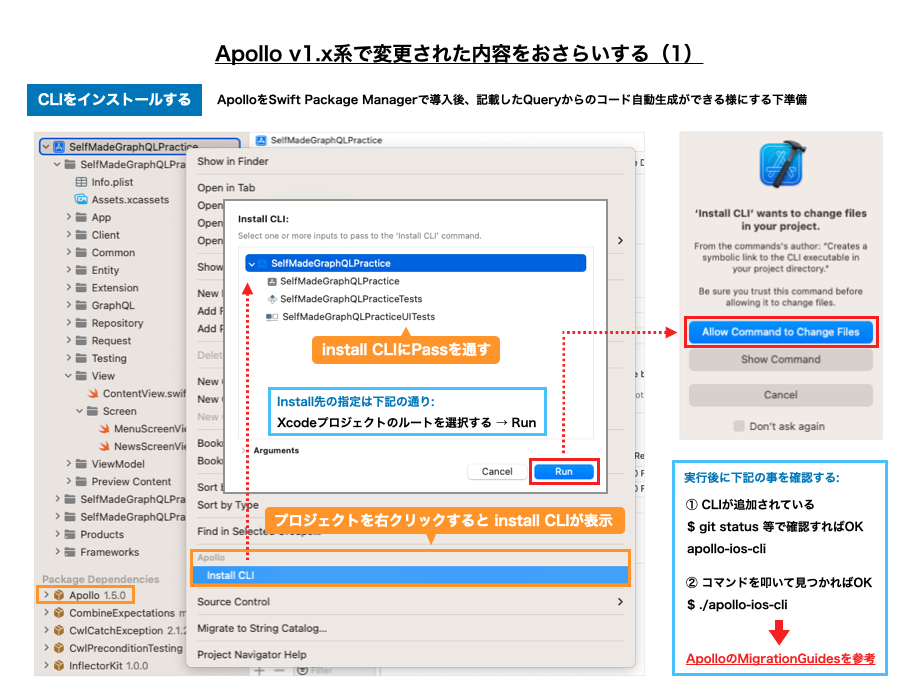 Apollo v1.x系で変更された内容をおさらいする（1）
CLIをインストールする
ApolloをSwift Package Managerで導入後、記載したQueryからのコード自動生成ができる様にする下準備
SelfMadeGraphQLPractice
SelfMadeGraphQLPra
Info.plist
Assets.xcassets
App
Client
Common
Entity
Extension
GraphQL
Repository
Request
Testing
View
ContentView.swif
Screen
MenuScreenVi
NewsScreenVi
ViewModel
Preview Content
SelfMadeGraphQLPra
SelfMadeGraphQLPra
Products
Frameworks
Package Dependencies
Apollo 1.5.0
CombineExpectations
CwlCatchException 2.1.2
CwlPreconditionTesting
InflectorKit 1.0.0
SelfMadeGraphQLPractice
Show in Finder
Open in Tab
Open
Open
Open
Show
New
Add F
Add P
Delet
New
New
New
Bookm
Bookm
Sort b
Sort by Type
Find in Selected Groups...
Apollo
Install CLI
Source Control
Migrate to String Catalog...
Project Navigator Help
Filter
Install CLI:
Select one or more inputs to pass to the 'Install CLI' command.
SelfMadeGraphQLPractice
SelfMadeGraphQLPractice
SelfMadeGraphQLPracticeTests
SelfMadeGraphQLPracticeUITests
install CLIにPassを通す
Install先の指定は下記の通り:
Xcodeプロジェクトのルートを選択する → Run
Arguments
Cancel
Run
プロジェクトを右クリックすると install CLIが表示
'Install CLI' wants to change files
in your project.
From the commands's author: "Creates a
symbolic link to the CLI executable in
your project directory."
Be sure you trust this command before
allowing it to change files.
Allow Command to Change Files
Show Command
Cancel
Don't ask again
実行後に下記の事を確認する:
① CLIが追加されている
$ git status 等で確認すればOK
apollo-ios-cli
② コマンドを叩いて見つかればOK
$ ./apollo-ios-cli
ApolloのMigrationGuidesを参考